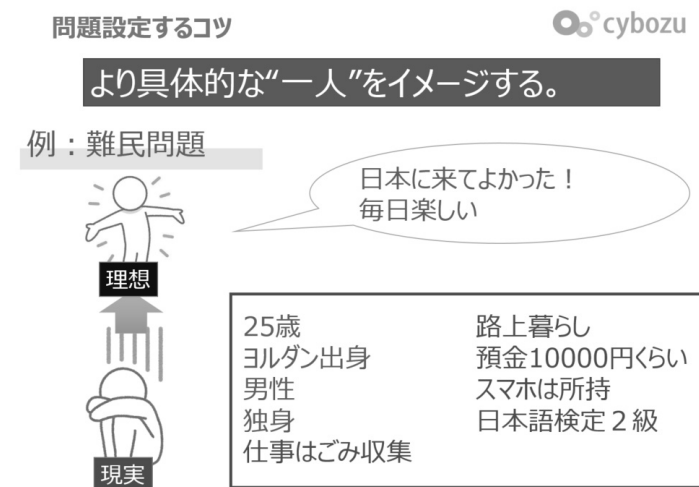 問題設定するコツ
cybozu
より具体的な“一人”をイメージする。
例：難民問題
日本に来てよかった！
毎日楽しい
理想
現実
25歳
ヨルダン出身
男性
独身
仕事はごみ収集
路上暮らし
預金10000円くらい
スマホは所持
日本語検定２級